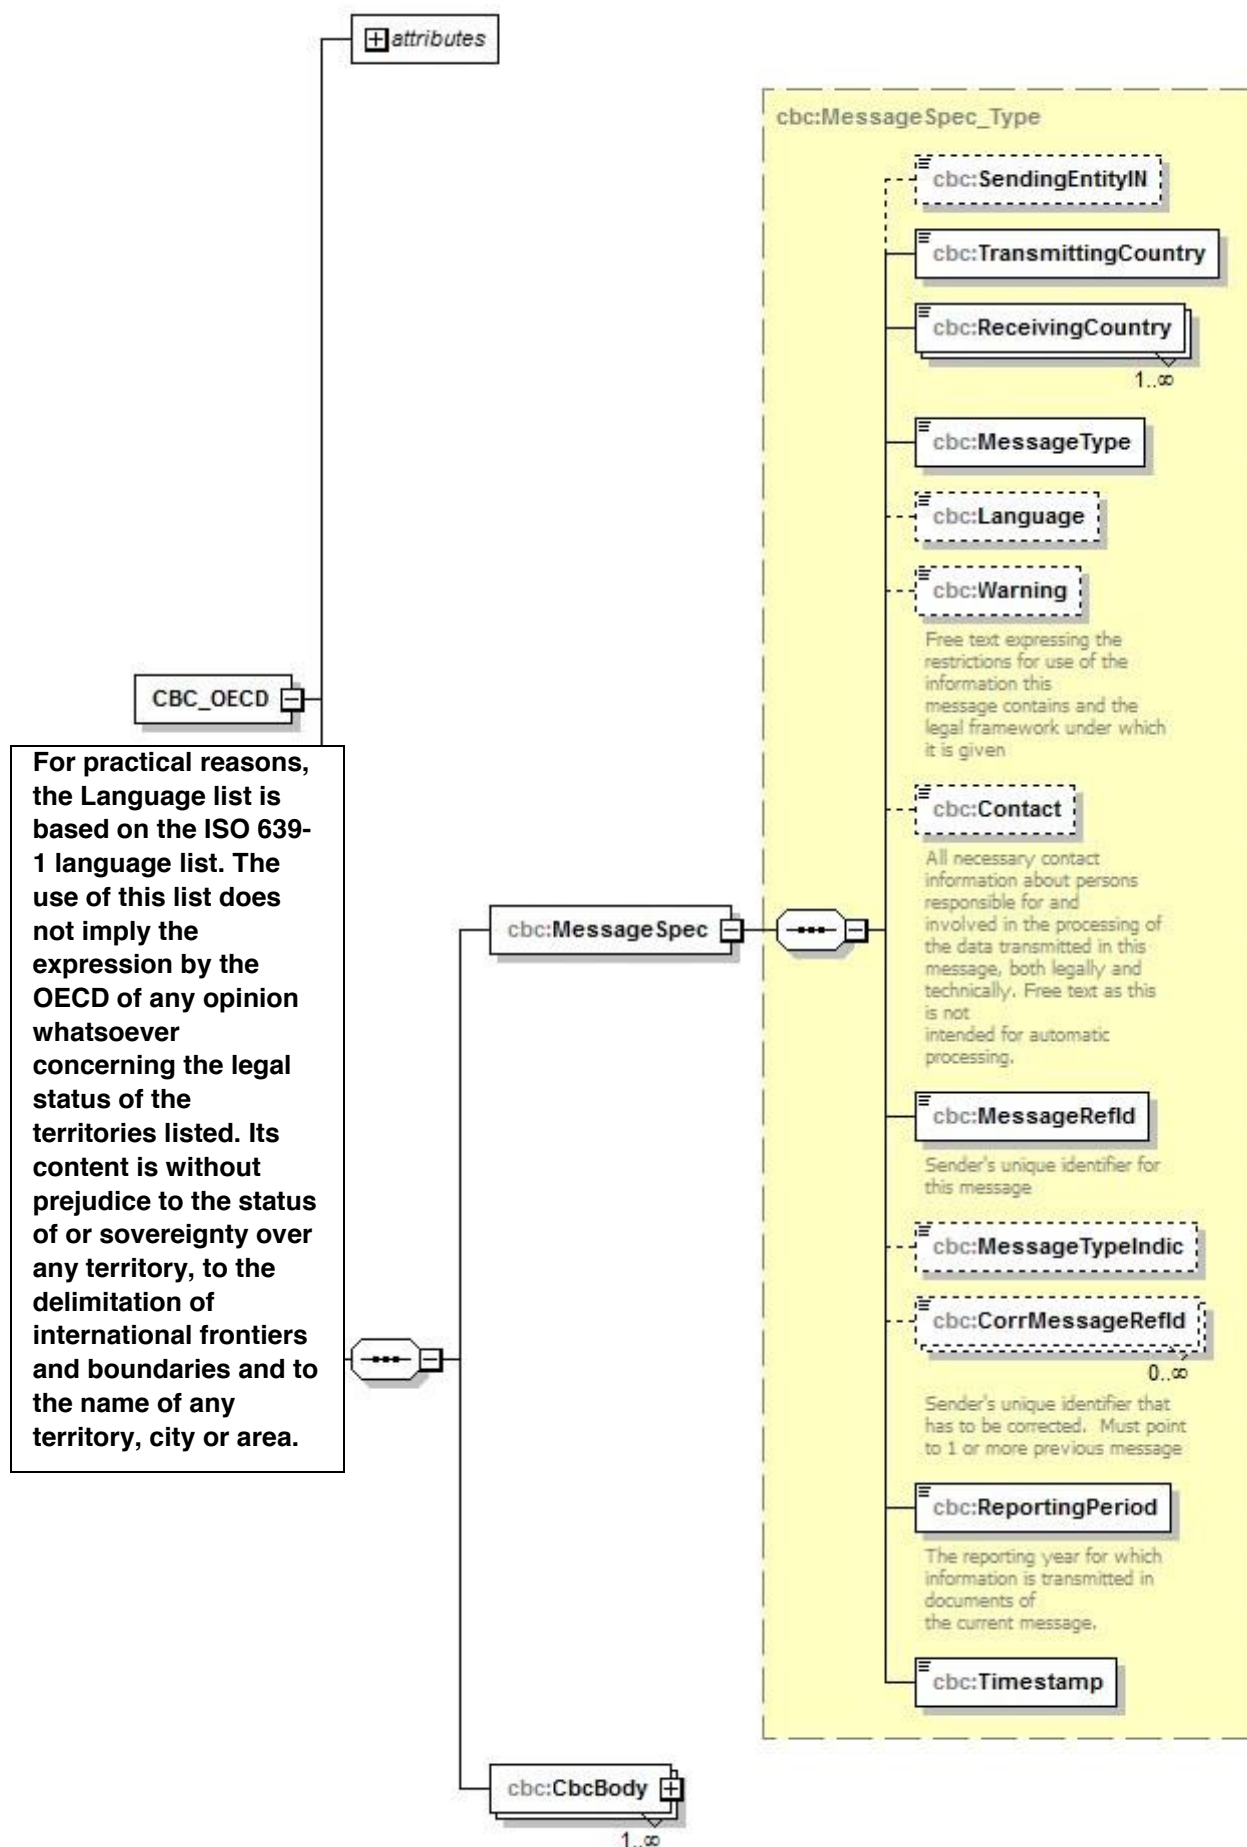 attributes
cbc:MessageSpec_Type
cbc:SendingEntityIN
cbc:TransmittingCountry
cbc:ReceivingCountry
1..∞
cbc:MessageType
cbc:Language
cbc:Warning
Free text expressing the
restrictions for use of the
information this
message contains and the
legal framework under which
it is given
cbc:Contact
All necessary contact
information about persons
responsible for and
involved in the processing of
the data transmitted in this
message, both legally and
technically. Free text as this
is not
intended for automatic
processing.
cbc:MessageRefId
Sender's unique identifier for
this message
cbc:MessageTypeIndic
cbc:CorrMessageRefId
0..∞
Sender's unique identifier that
has to be corrected.  Must point
to 1 or more previous message
cbc:ReportingPeriod
The reporting year for which
information is transmitted in
documents of
the current message.
cbc:Timestamp
CBC_OECD
For practical reasons,
the Language list is
based on the ISO 639-
1 language list. The
use of this list does
not imply the
expression by the
OECD of any opinion
whatsoever
concerning the legal
status of the
territories listed. Its
content is without
prejudice to the status
of or sovereignty over
any territory, to the
delimitation of
international frontiers
and boundaries and to
the name of any
territory, city or area.
cbc:MessageSpec
cbc:CbcBody
1..∞